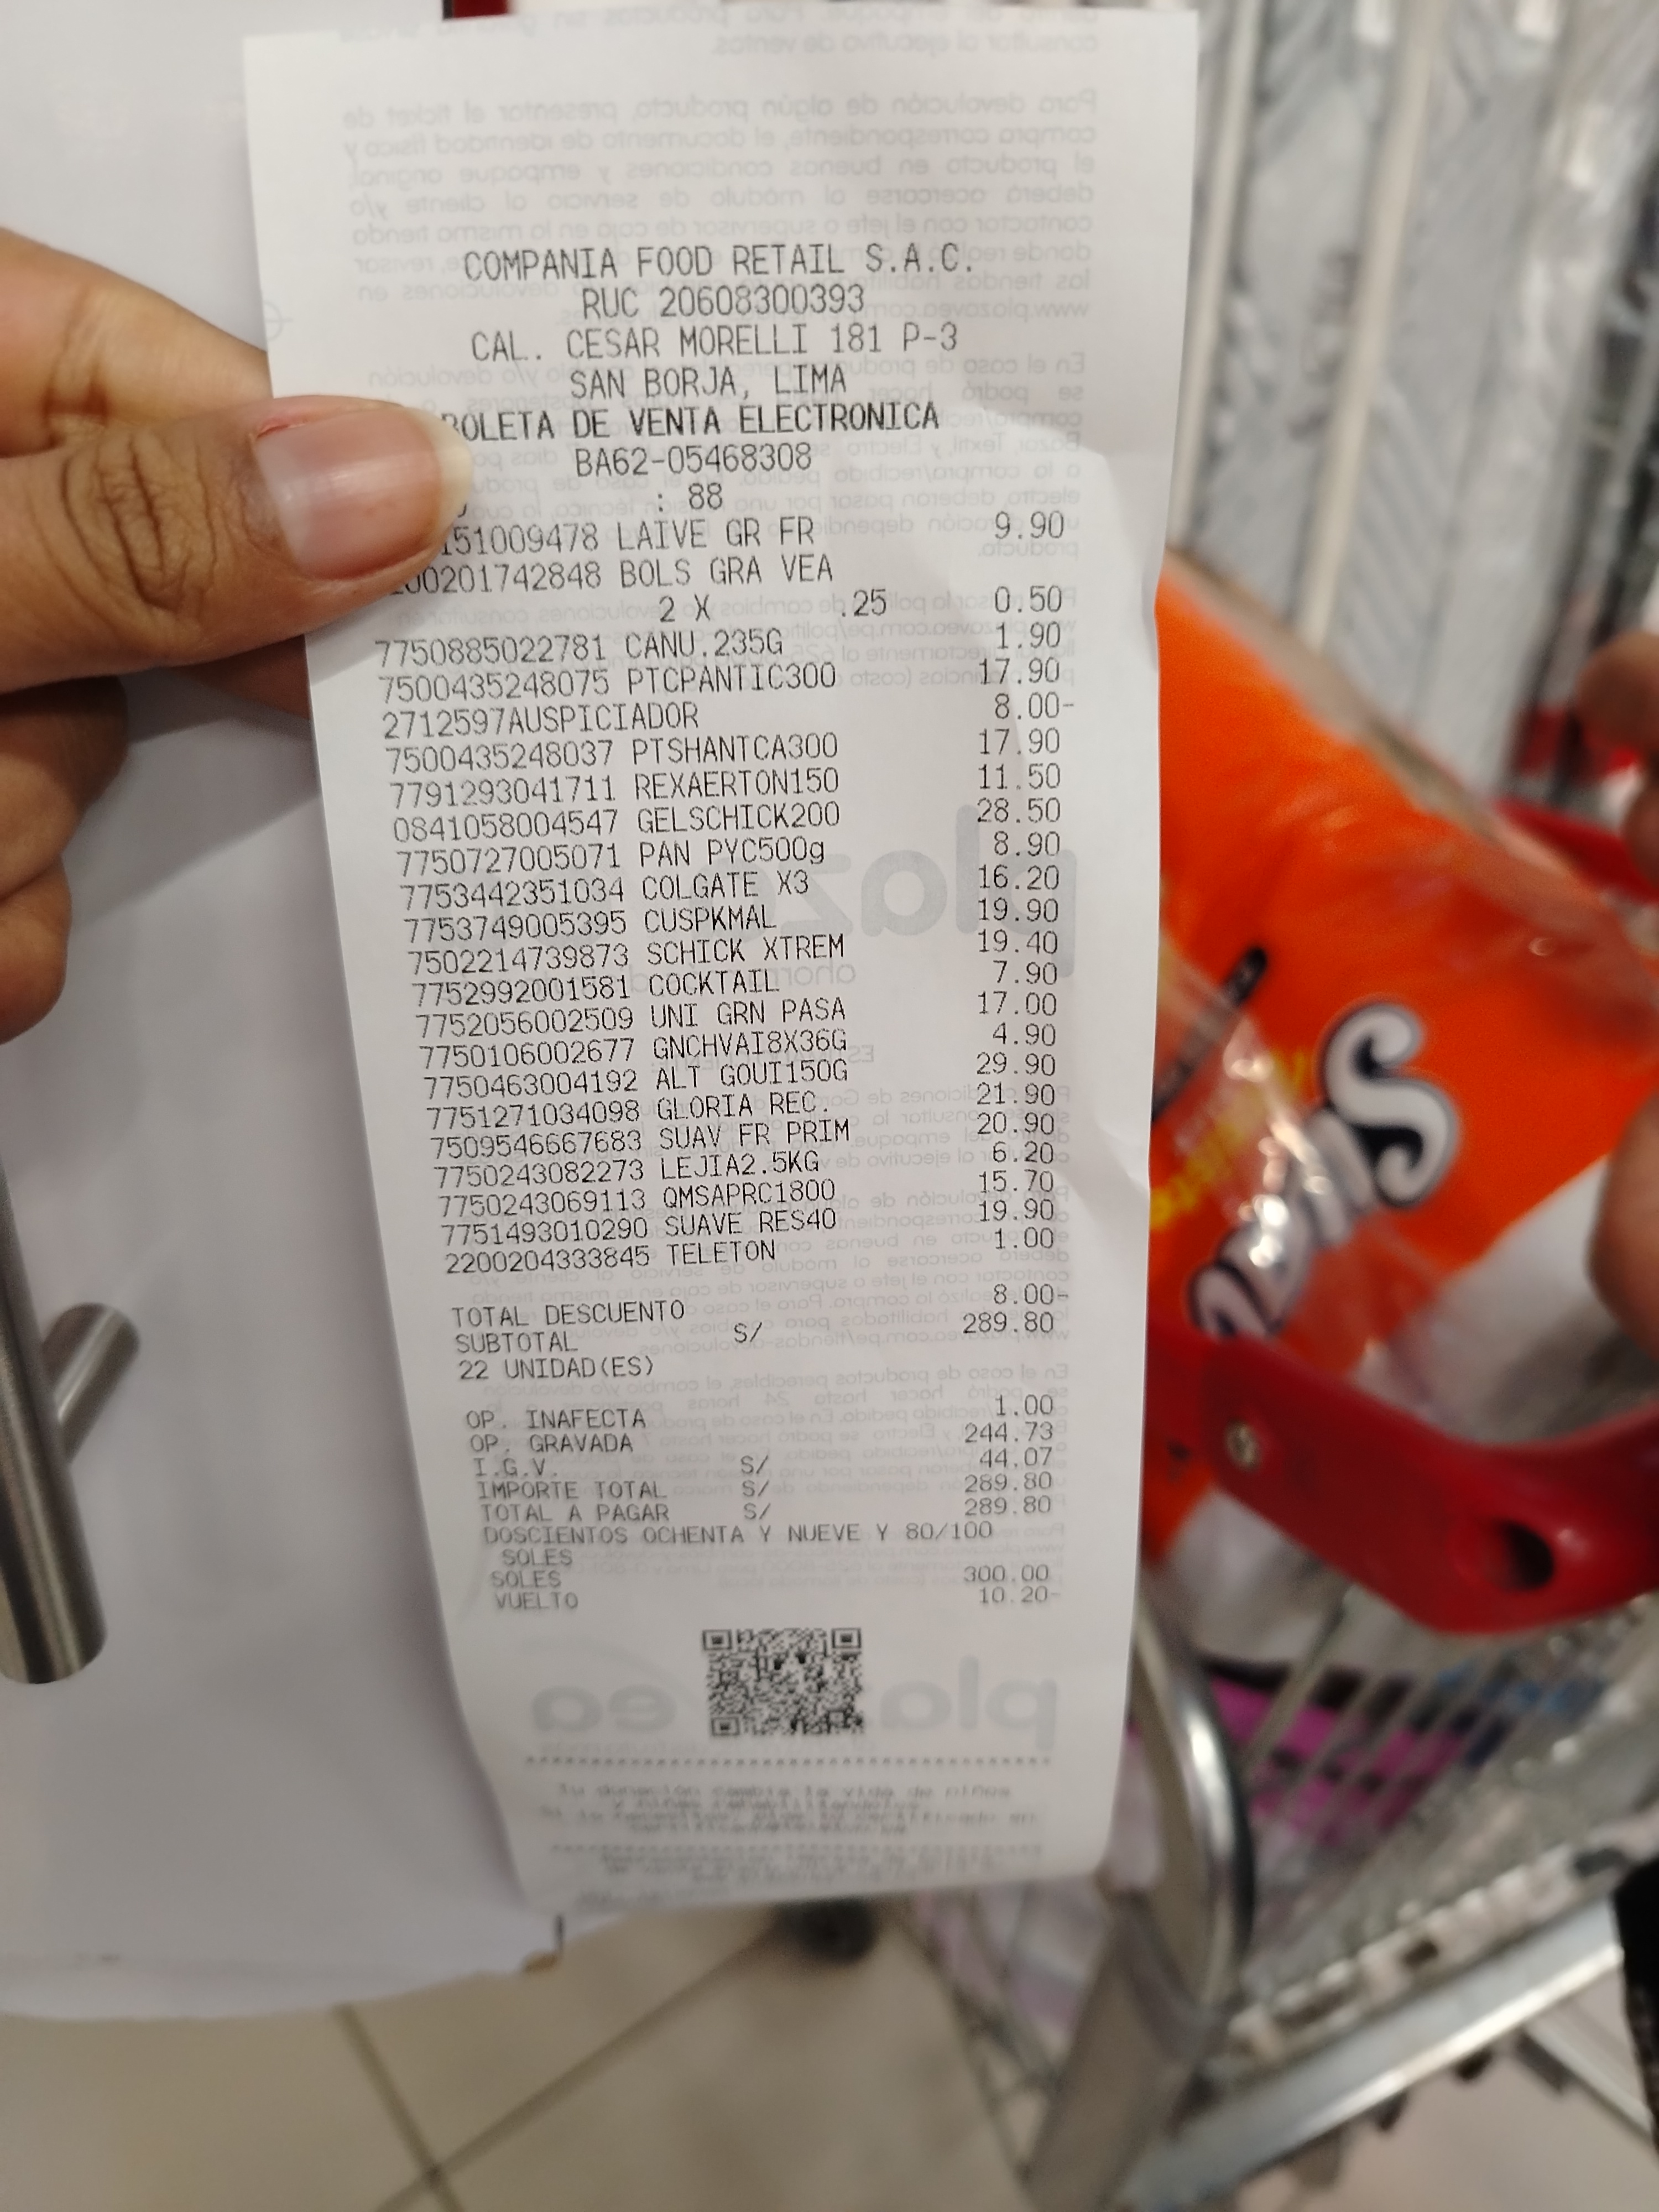 COMPANIA FOOD RETAIL S.A.C.
RUC 20608300393
CAL.. CESAR MORELLI 181 P-3
SAN BORJA, LIMA
BOLETA DE VENTA ELECTRONICA
BA62-05468308
: 88
151009478 LAIVE GR FR 9.90
00201742848 BOLS GRA VEA
2 X .25 0.50
7750885022781 CANU.235G 1.90
7500435248075 PTCPANTIC300 17.90
2712597AUSPICIADOR 8.00-
7500435248037 PTSHANTCA300 17.90
7791293041711 REXAERTON150 11.50
0841058004547 GELSCHICK200 28.50
7750727005071 PAN PYC500g 8.90
7753442351034 COLGATE X3 16.20
7753749005395 CUSPKMAL 19.90
7502214739873 SCHICK XTREM 19.40
7752992001581 COCKTAIL 7.90
7752056002509 UNI GRN PASA 17.00
7750106002677 GNCHVAI8X36G 4.90
7750463004192 ALT GOUI150G 29.90
7751271034098 GLORIA REC. 21.90
7509546667683 SUAV FR PRIM 20.90
7750243082273 LEJIA2.5KG 6.20
7750243069113 QMSAPRC1800 15.70
7751493010290 SUAVE RES40 19.90
2200204333845 TELETON 1.00
TOTAL DESCUENTO 8.00-
SUBTOTAL S/ 289.80
22 UNIDAD(ES)
OP. INAFECTA 1.00
OP. GRAVADA 244.73
I.G.V. S/ 44.07
IMPORTE TOTAL S/ 289.80
TOTAL A PAGAR S/ 289.80
DOSCIENTOS OCHENTA Y NUEVE Y 80/100
SOLES
SOLES 300.00
VUELTO 10.20-
Tu donación cambia la vida de niños